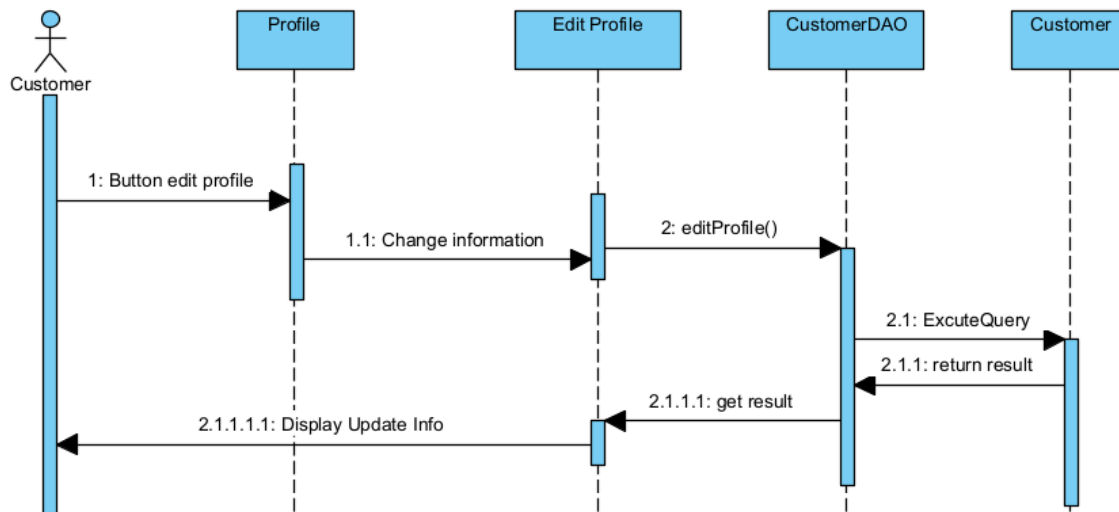 Profile
Edit Profile
CustomerDAO
Customer
Customer
1: Button edit profile
1.1: Change information
2: editProfile()
2.1: ExcuteQuery
2.1.1: return result
2.1.1.1: get result
2.1.1.1.1: Display Update Info